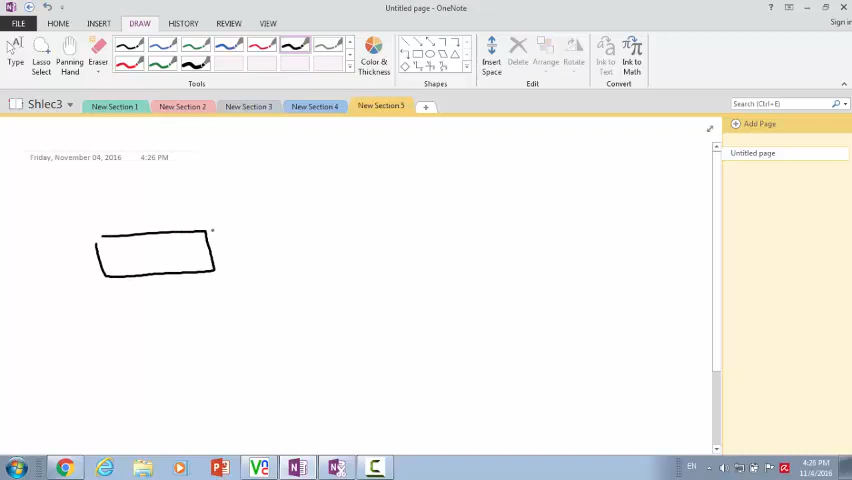 Untitled page - OneNote
FILE HOME INSERT DRAW HISTORY REVIEW VIEW
Sign in
Type
Lasso Select
Panning Hand
Eraser
Color & Thickness
Insert Space
Delete
Arrange
Rotate
Ink to Text
Ink to Math
Tools
Shapes
Edit
Convert
Shlec3
New Section 1
New Section 2
New Section 3
New Section 4
New Section 5
Search (Ctrl+E)
Add Page
Friday, November 04, 2016 4:26 PM
Untitled page
EN
4:26 PM
11/4/2016